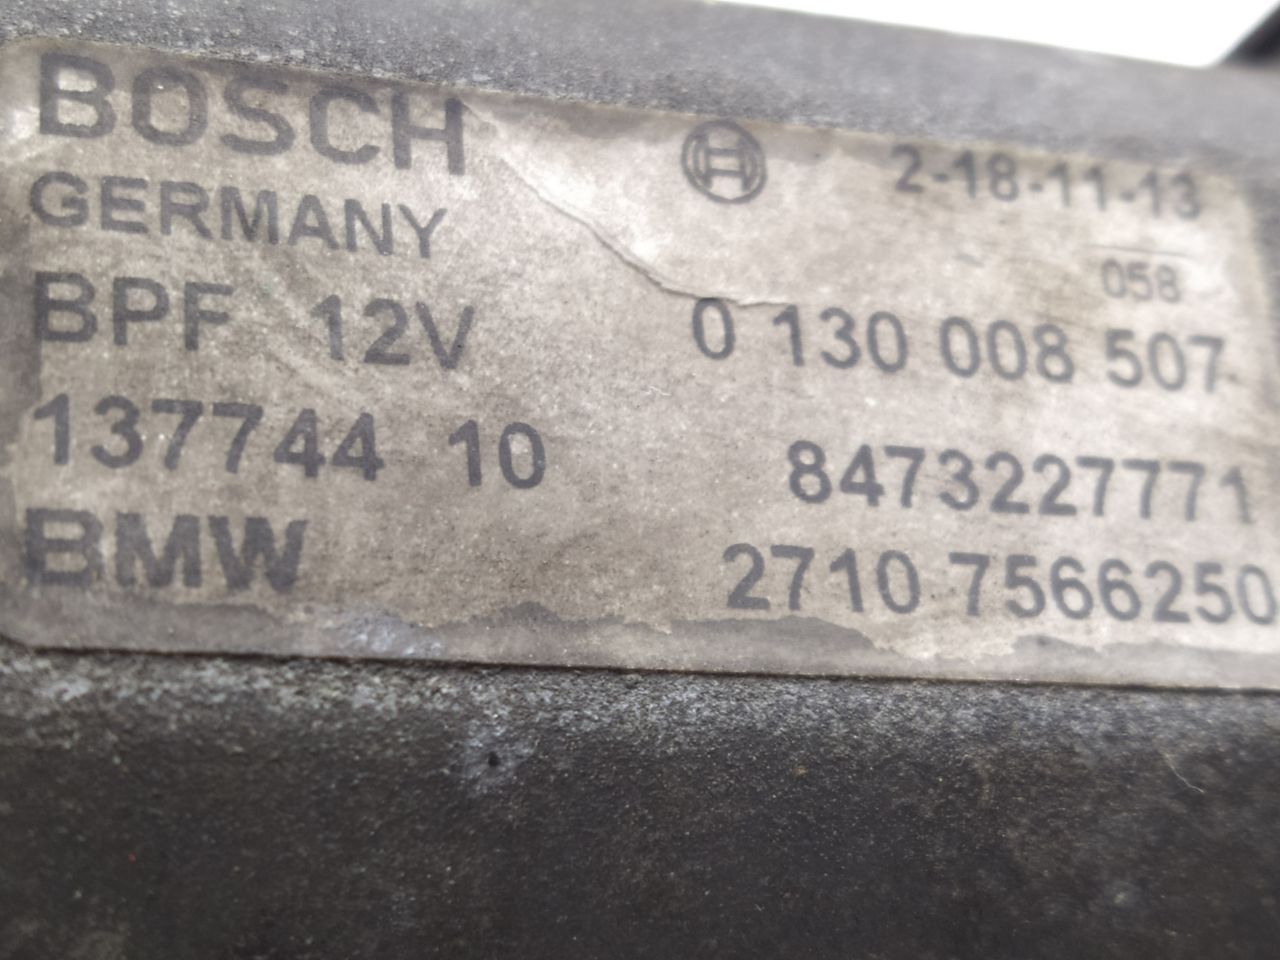 BOSCH 2-18-11-13
GERMANY 058
BPF 12V 0 130 008 507
137744 10 8473227771
BMW 2710 7566250